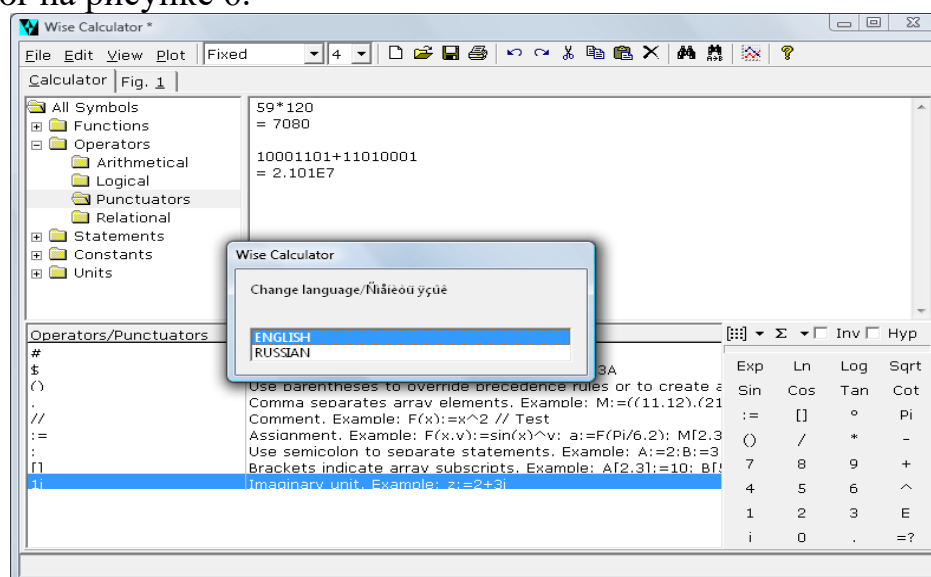 на рисунке 6.
Wise Calculator *
File Edit View Plot Fixed 4
Calculator Fig. 1
All Symbols
Functions
Operators
Arithmetical
Logical
Punctuators
Relational
Statements
Constants
Units
59*120
= 7080
10001101+11010001
= 2.101E7
Wise Calculator
Change language/Ñìåíèòü ÿçûê
ENGLISH
RUSSIAN
Operators/Punctuators
#
$ 3A
() Use parentheses to override precedence rules or to create a
. Comma separates array elements. Example: M:=((11.12).(21
// Comment. Example: F(x):=x^2 // Test
:= Assignment. Example: F(x.v):=sin(x)^v: a:=F(Pi/6.2): M[2.3
: Use semicolon to separate statements. Example: A:=2:B:=3
[] Brackets indicate array subscripts. Example: A[2.3]:=10: B[
1i Imaginary unit. Example: z:=2+3i
Σ Inv Hyp
Exp Ln Log Sqrt
Sin Cos Tan Cot
:= [] ° Pi
() / * -
7 8 9 +
4 5 6 ^
1 2 3 E
i 0 . =?